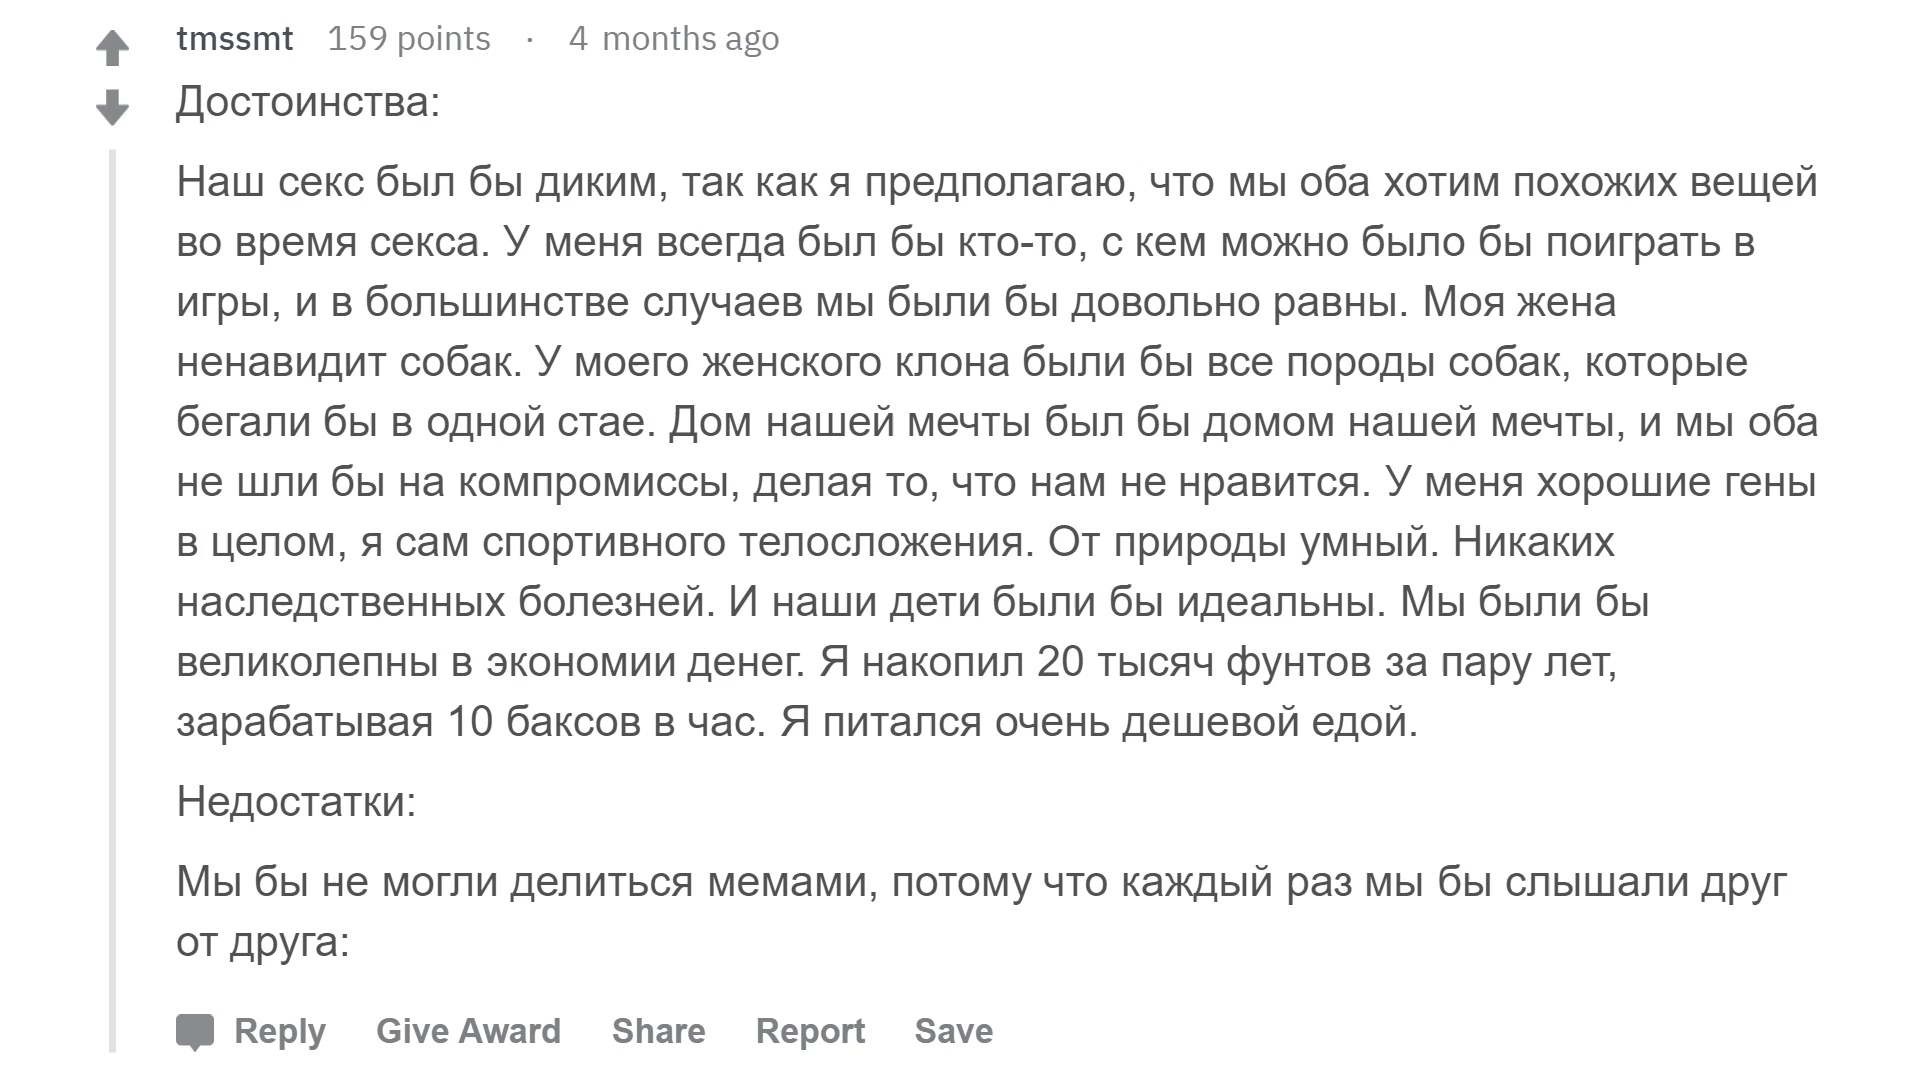 tmssmt 159 points · 4 months ago
Достоинства:
Наш секс был бы диким, так как я предполагаю, что мы оба хотим похожих вещей
во время секса. У меня всегда был бы кто-то, с кем можно было бы поиграть в
игры, и в большинстве случаев мы были бы довольно равны. Моя жена
ненавидит собак. У моего женского клона были бы все породы собак, которые
бегали бы в одной стае. Дом нашей мечты был бы домом нашей мечты, и мы оба
не шли бы на компромиссы, делая то, что нам не нравится. У меня хорошие гены
в целом, я сам спортивного телосложения. От природы умный. Никаких
наследственных болезней. И наши дети были бы идеальны. Мы были бы
великолепны в экономии денег. Я накопил 20 тысяч фунтов за пару лет,
зарабатывая 10 баксов в час. Я питался очень дешевой едой.
Недостатки:
Мы бы не могли делиться мемами, потому что каждый раз мы бы слышали друг
от друга:
Reply Give Award Share Report Save